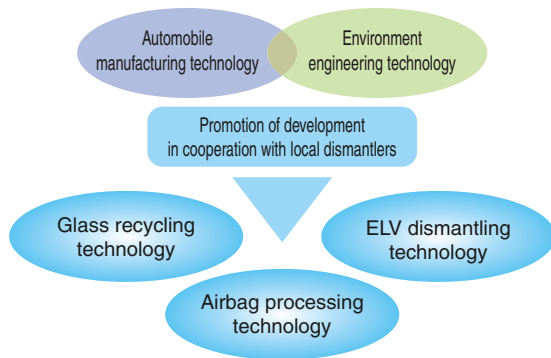 Automobile
manufacturing technology
Environment
engineering technology
Promotion of development
in cooperation with local dismantlers
Glass recycling
technology
ELV dismantling
technology
Airbag processing
technology